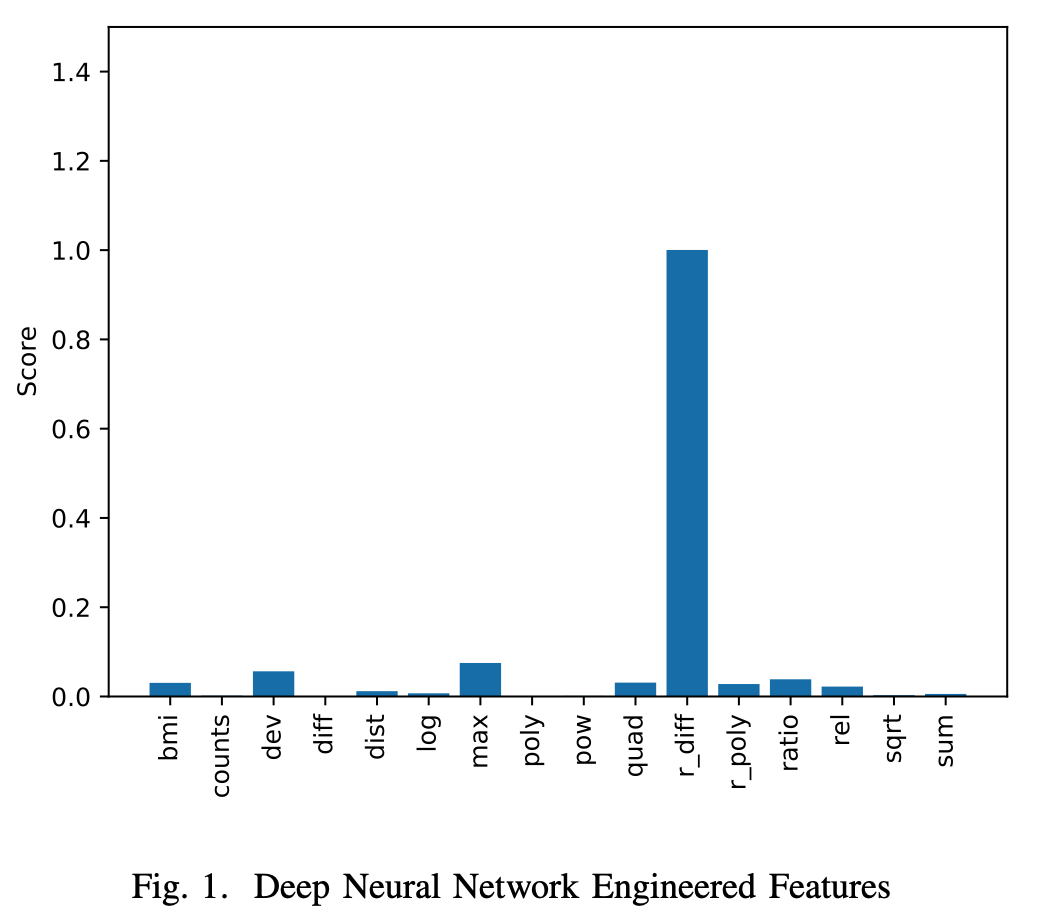 1.4
1.2
1.0
0.8
0.6
0.4
0.2
0.0
Score
bmi
counts
dev
diff
dist
log
max
poly
pow
quad
r_diff
r_poly
ratio
rel
sqrt
sum
Fig. 1. Deep Neural Network Engineered Features